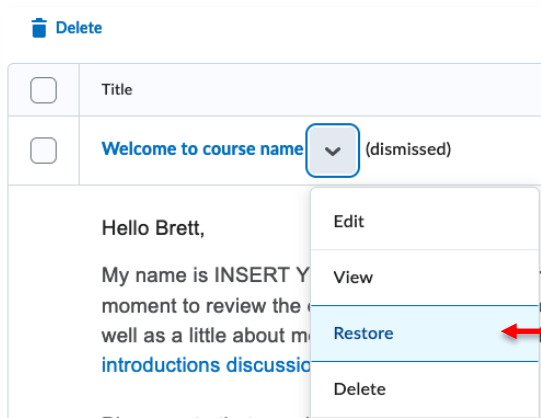 Delete
Title
Welcome to course name (dismissed)
Hello Brett,
Edit
My name is INSERT
View
moment to review the
well as a little about
Restore
introductions
Delete